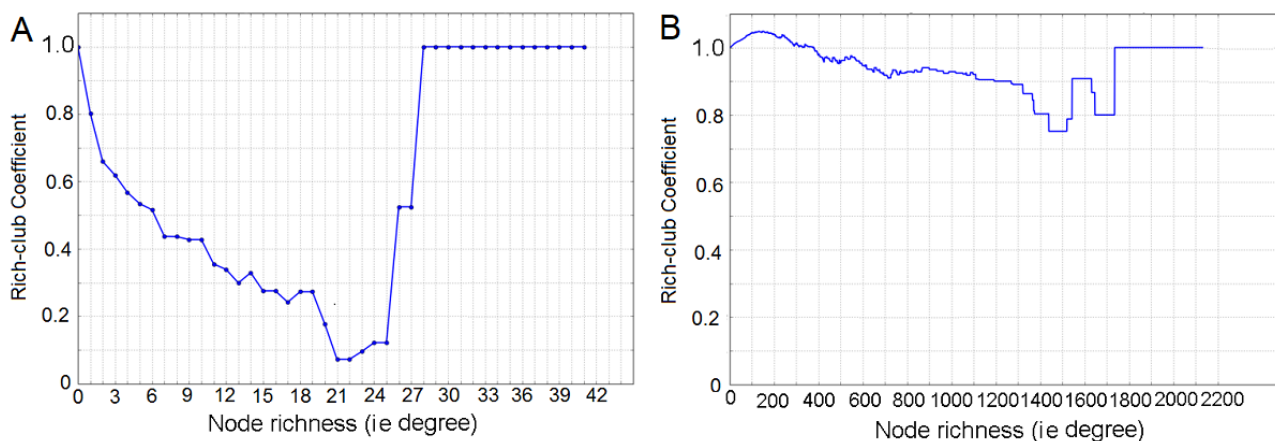 A
1.0
0.8
0.6
0.4
0.2
0
Rich-club Coefficient
0 3 6 9 12 15 18 21 24 27 30 33 36 39 42
Node richness (ie degree)
B
1.0
0.8
0.6
0.4
0.2
0
Rich-club Coefficient
0 200 400 600 800 1000 1200 1400 1600 1800 2000 2200
Node richness (ie degree)